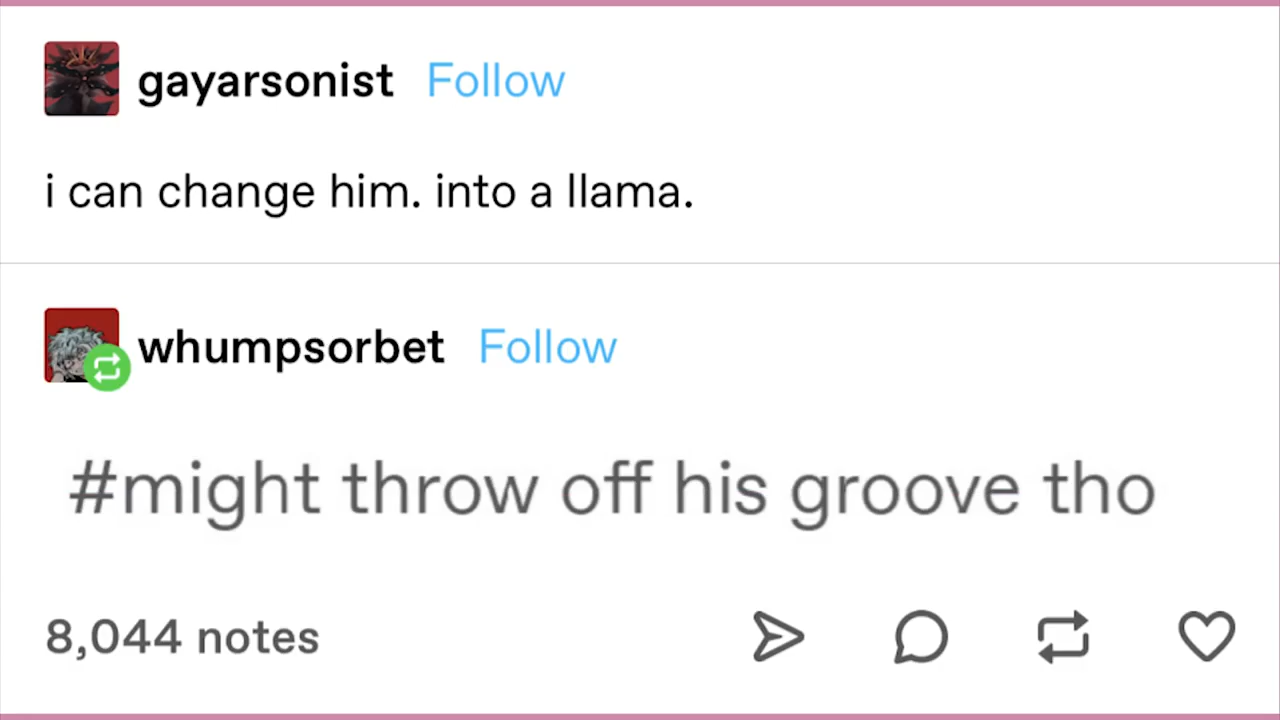 gayarsonist Follow
i can change him. into a llama.
whumpsorbet Follow
#might throw off his groove tho
8,044 notes